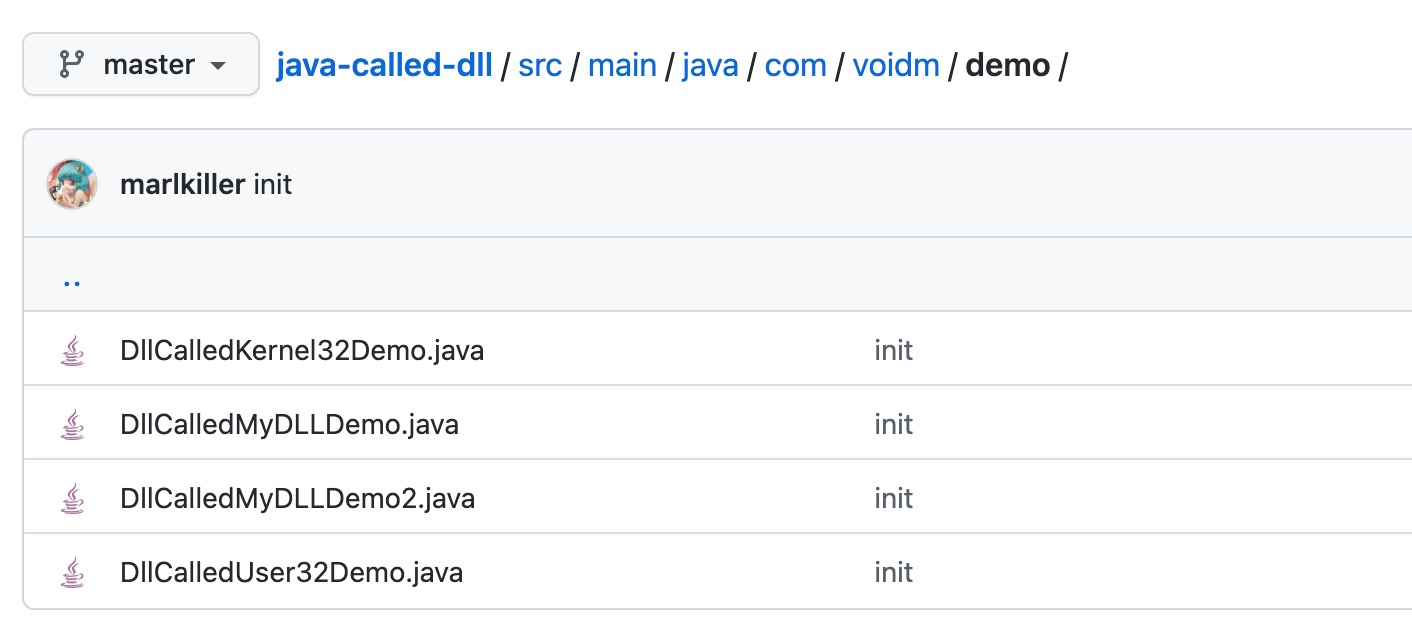 master java-called-dll / src / main / java / com / voidm / demo /
marlkiller init
..
DllCalledKernel32Demo.java init
DllCalledMyDLLDemo.java init
DllCalledMyDLLDemo2.java init
DllCalledUser32Demo.java init